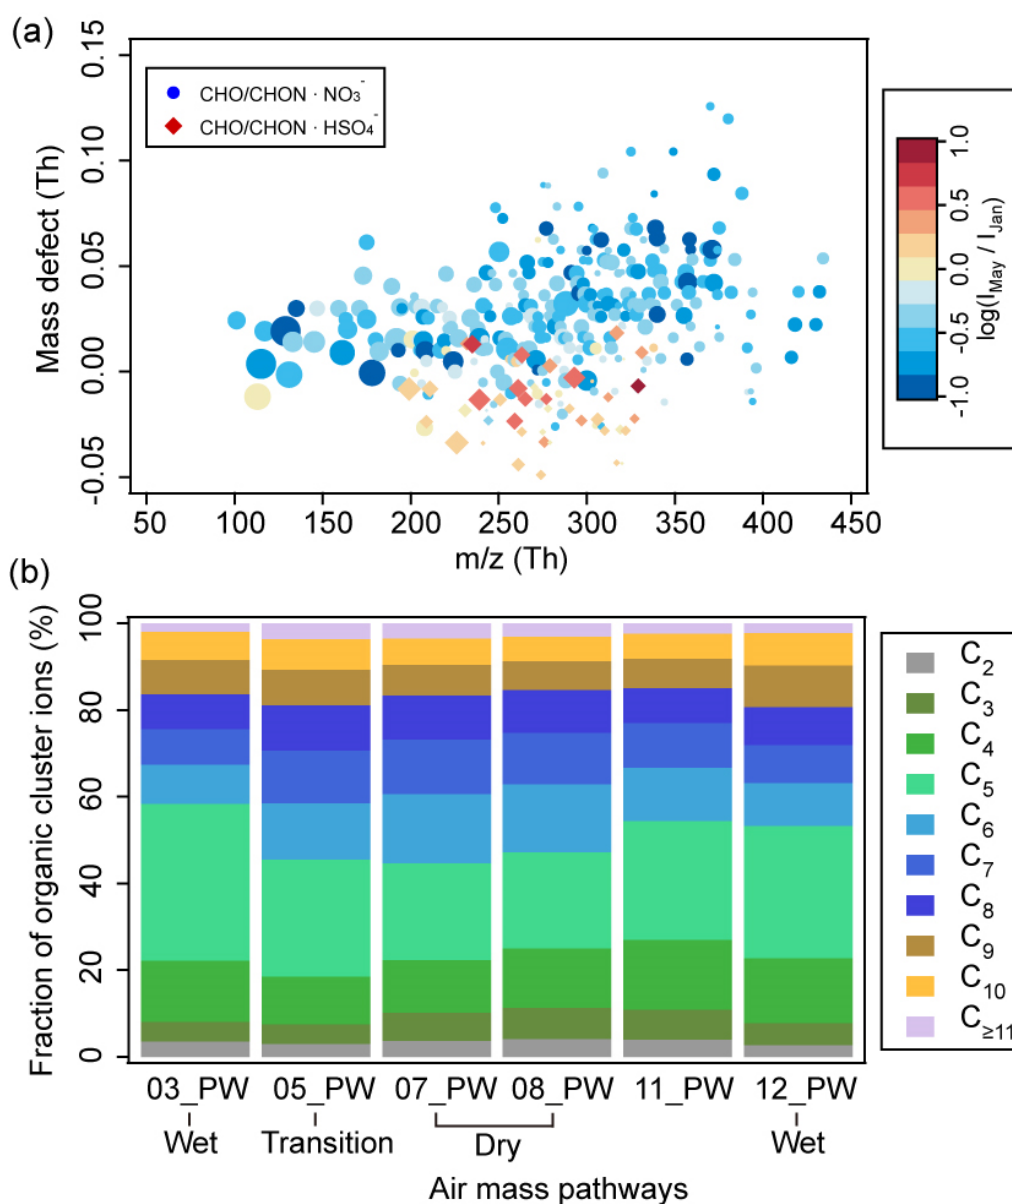 (a)
0.15
0.10
0.05
0.00
-0.05
Mass defect (Th)
CHO/CHON · NO₃⁻
CHO/CHON · HSO₄⁻
1.0
0.5
0.0
-0.5
-1.0
log(I_May / I_Jan)
50 100 150 200 250 300 350 400 450
m/z (Th)
(b)
100
80
60
40
20
0
Fraction of organic cluster ions (%)
C₂
C₃
C₄
C₅
C₆
C₇
C₈
C₉
C₁₀
C≥₁₁
03_PW 05_PW 07_PW 08_PW 11_PW 12_PW
Wet Transition Dry Wet
Air mass pathways